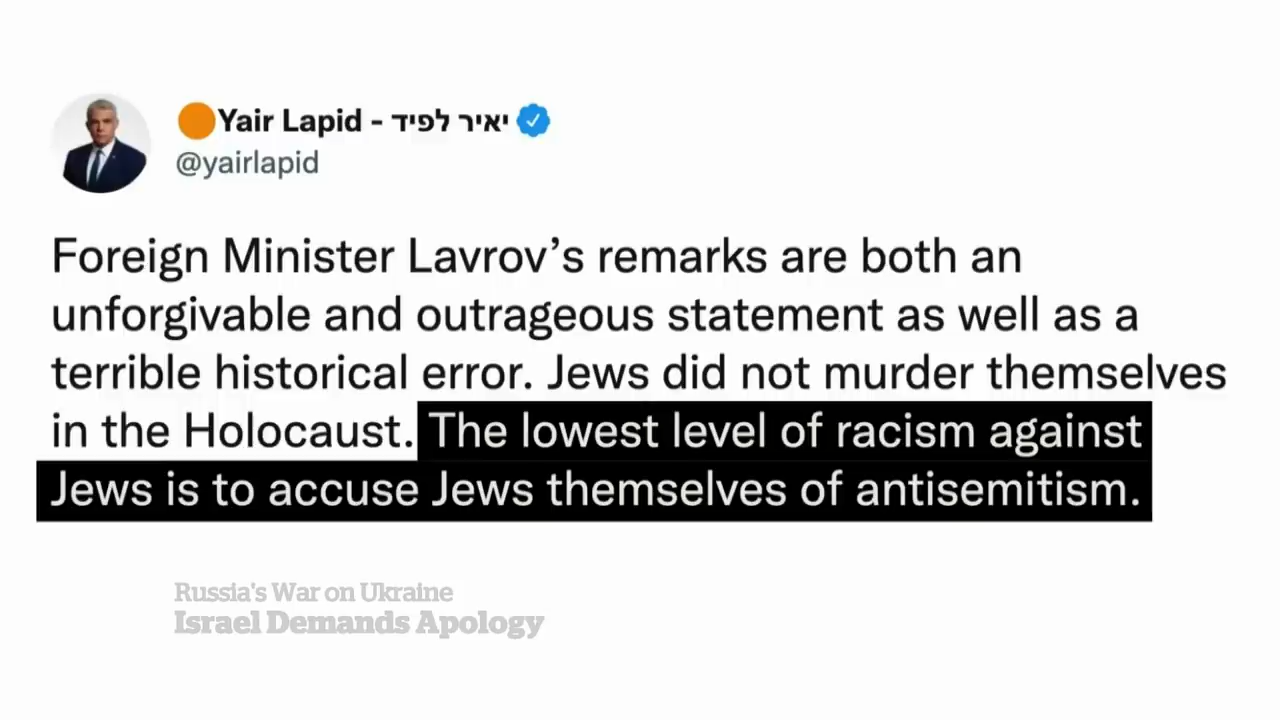 Yair Lapid - יאיר לפיד
@yairlapid
Foreign Minister Lavrov’s remarks are both an
unforgivable and outrageous statement as well as a
terrible historical error. Jews did not murder themselves
in the Holocaust. The lowest level of racism against
Jews is to accuse Jews themselves of antisemitism.
Russia's War on Ukraine
Israel Demands Apology